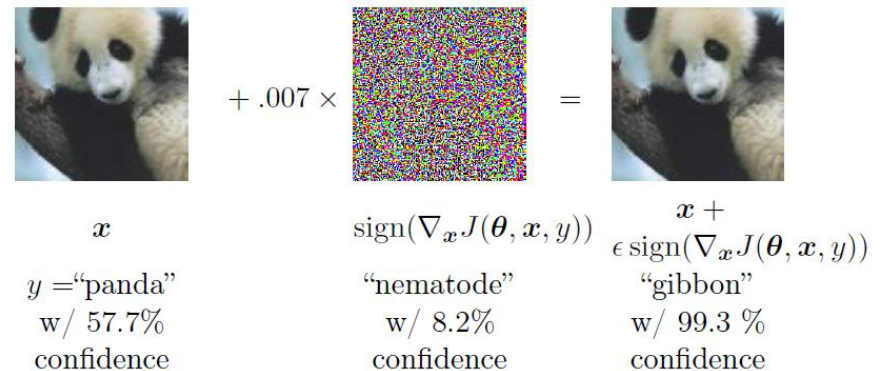 + .007 ×
=
x
sign(∇ₓJ(θ, x, y))
x +
ϵ sign(∇ₓJ(θ, x, y))
y =“panda”
“nematode”
“gibbon”
w/ 57.7%
w/ 8.2%
w/ 99.3 %
confidence
confidence
confidence